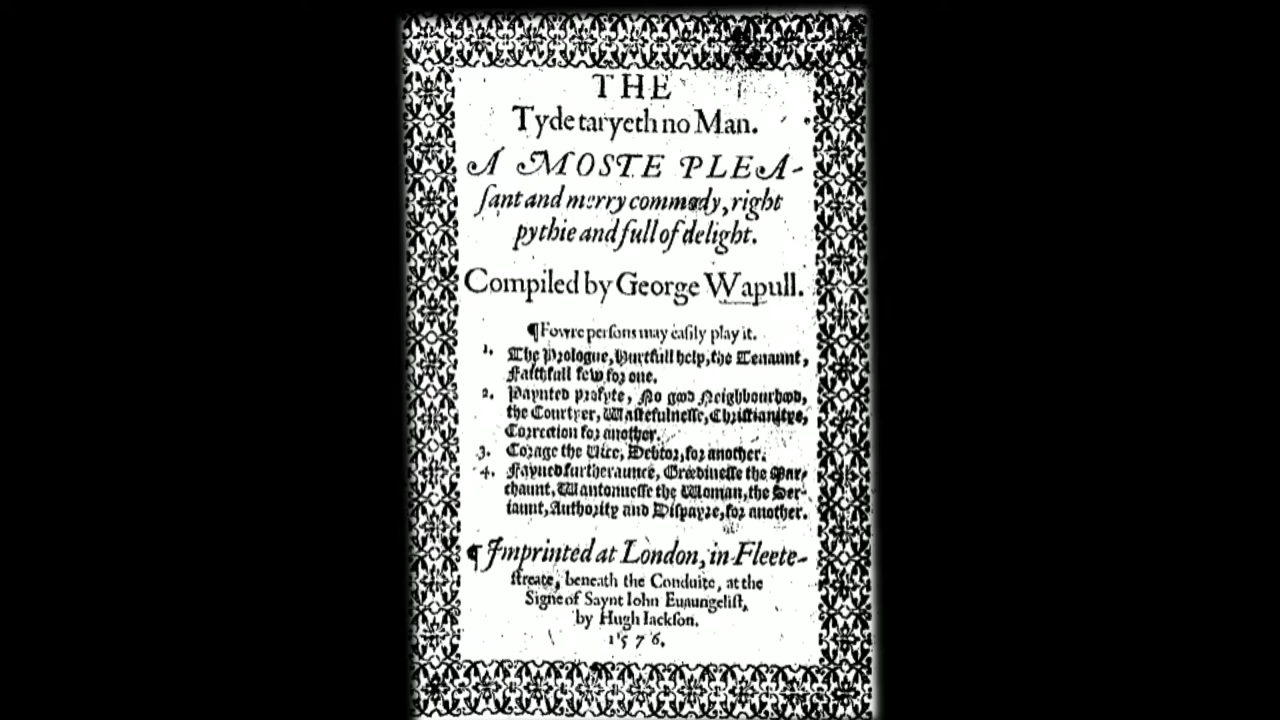 THE
Tyde taryeth no Man.
A MOSTE PLEA-
ſant and merry commody, right
pythie and full of delight.
Compiled by George Wapull.
¶Fowre perſons may eaſily play it.
1. The Prologue, Hurtfull help, the Tenaunt,
Faithfull few for one.
2. Paynted profyte, No good Neighbourhood,
the Courtyer, Waſtefulneſſe, Chriſtianitye,
Correction for another.
3. Corage the Vice, Debtor, for another.
4. Fayned furtheraunce, Greedineſſe the Mar-
chaunt, Wantonneſſe the Woman, the Ser-
iaunt, Authority and Diſpayre, for another.
¶ Imprinted at London, in Fleete-
ſtreate, beneath the Conduite, at the
Signe of Saynt Iohn Euaungeliſt,
by Hugh Iackſon.
1576.